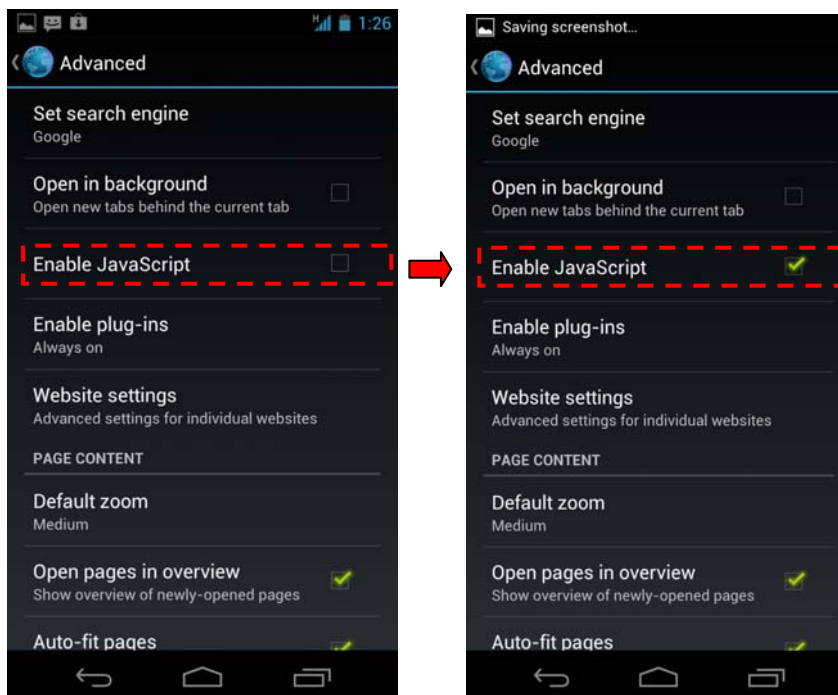 H 1:26
Advanced
Set search engine
Google
Open in background
Open new tabs behind the current tab
Enable JavaScript
Enable plug-ins
Always on
Website settings
Advanced settings for individual websites
PAGE CONTENT
Default zoom
Medium
Open pages in overview
Show overview of newly-opened pages
Auto-fit pages
Saving screenshot...
Advanced
Set search engine
Google
Open in background
Open new tabs behind the current tab
Enable JavaScript
Enable plug-ins
Always on
Website settings
Advanced settings for individual websites
PAGE CONTENT
Default zoom
Medium
Open pages in overview
Show overview of newly-opened pages
Auto-fit pages